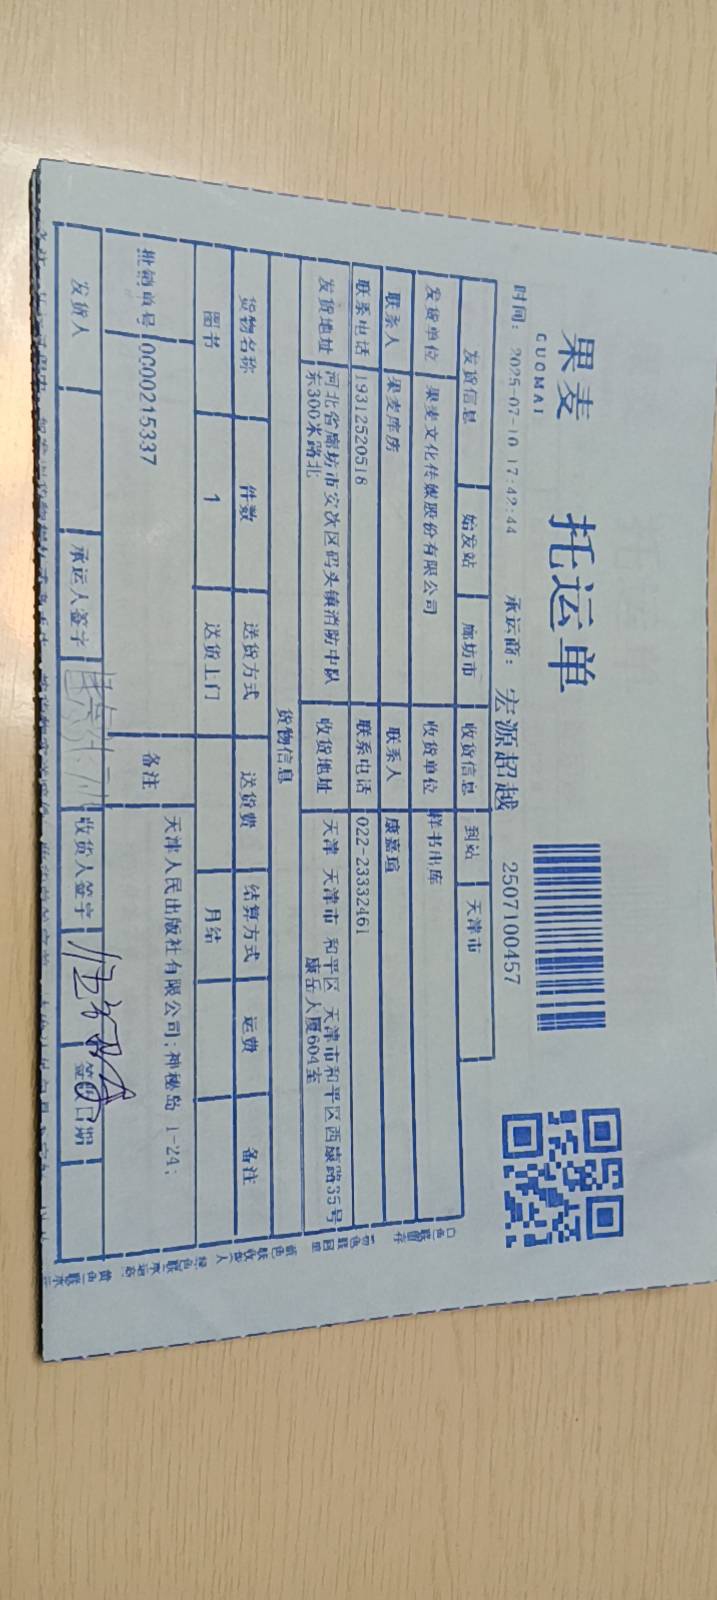 果麦 托运单
GUOMAI
时间: 2025-07-10 17:42:44 承运商: 宏源超越 2507100457
发货信息 始发站 廊坊市 收货信息 到站 天津市
发货单位 果麦文化传媒股份有限公司 收货单位 样书出库
联系人 果麦库房 联系人 康嘉瑄
联系电话 19312520518 联系电话 022-23332461
发货地址 河北省廊坊市安次区码头镇消防中队 收货地址 天津 天津市 和平区 天津市和平区西康路35号
东300米路北 康岳大厦604室
货物信息
货物名称 件数 送货方式 送货费 结算方式 运费 备注
图书 1 送货上门 月结
批销单号 0000215337 备注 天津人民出版社有限公司;神秘岛 1-24;
发货人 承运人签字 收货人签字 签收日期